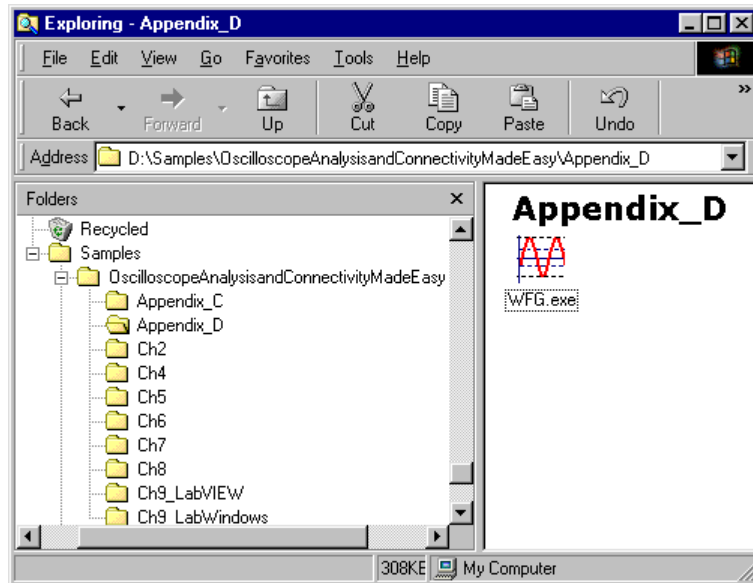 Exploring - Appendix_D
File Edit View Go Favorites Tools Help
Back Forward Up Cut Copy Paste Undo »
Address D:\Samples\OscilloscopeAnalysisandConnectivityMadeEasy\Appendix_D
Folders
Recycled
Samples
OscilloscopeAnalysisandConnectivityMadeEasy
Appendix_C
Appendix_D
Ch2
Ch4
Ch5
Ch6
Ch7
Ch8
Ch9_LabVIEW
Ch9_LabWindows
Appendix_D
WFG.exe
308KE My Computer